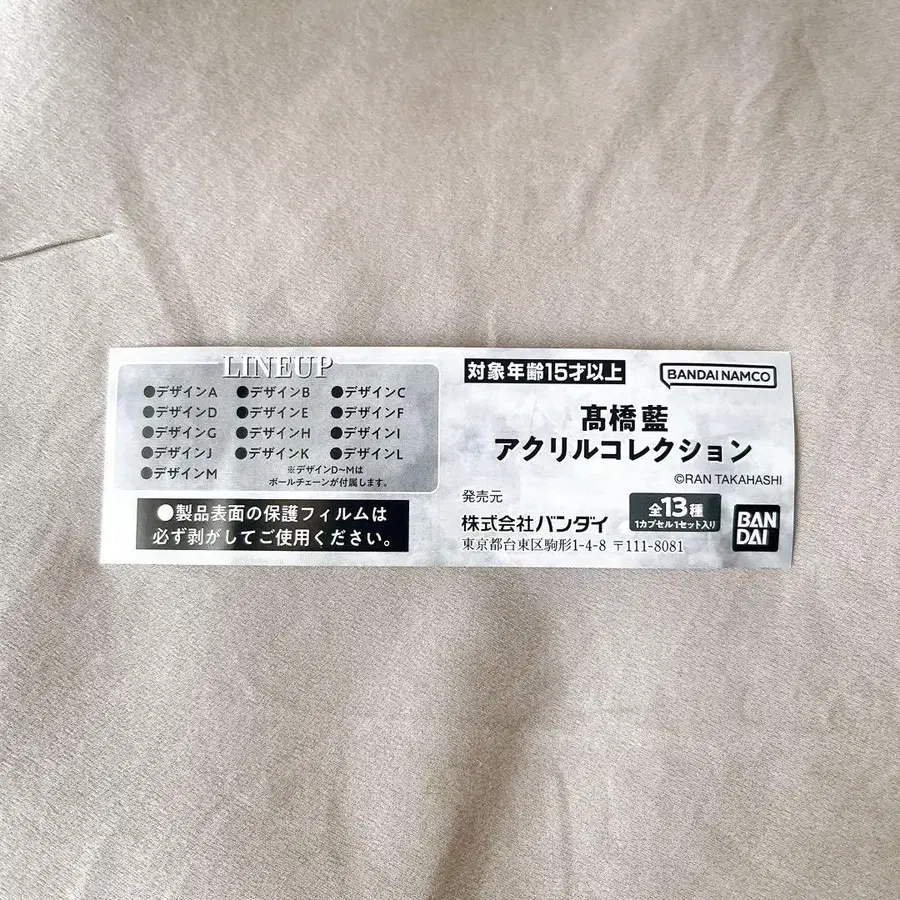 LINEUP
●デザインA ●デザインB ●デザインC
●デザインD ●デザインE ●デザインF
●デザインG ●デザインH ●デザインI
●デザインJ ●デザインK ●デザインL
●デザインM
※デザインD~Mは
ボールチェーンが付属します。
●製品表面の保護フィルムは
必ず剥がしてご使用ください。
対象年齢15才以上
BANDAI NAMCO
髙橋藍
アクリルコレクション
©RAN TAKAHASHI
発売元
株式会社バンダイ
東京都台東区駒形1-4-8 〒111-8081
全13種
1カプセル1セット入り
BAN
DAI